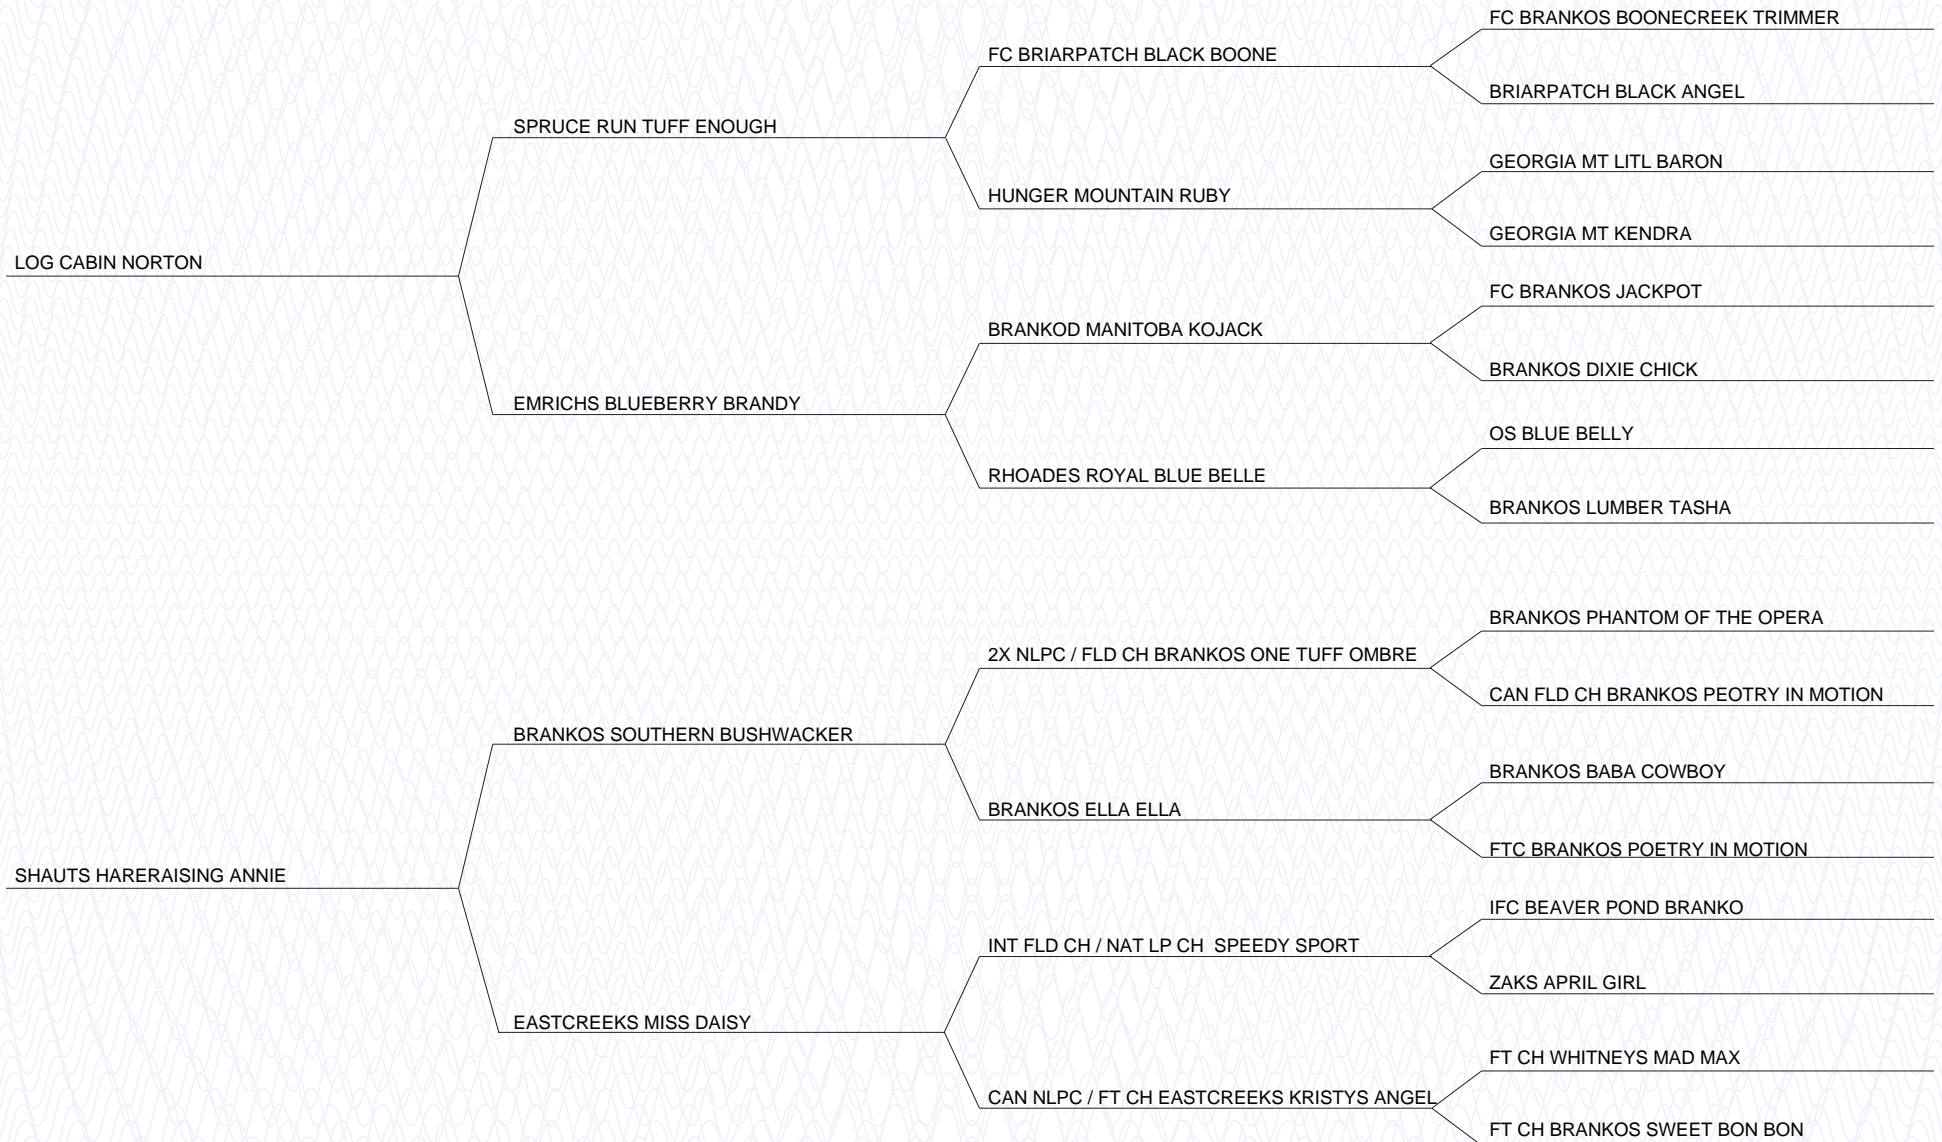 FC BRANKOS BOONECREEK TRIMMER
FC BRIARPATCH BLACK BOONE
BRIARPATCH BLACK ANGEL
SPRUCE RUN TUFF ENOUGH
GEORGIA MT LITL BARON
HUNGER MOUNTAIN RUBY
GEORGIA MT KENDRA
LOG CABIN NORTON
FC BRANKOS JACKPOT
BRANKOD MANITOBA KOJACK
BRANKOS DIXIE CHICK
EMRICHS BLUEBERRY BRANDY
OS BLUE BELLY
RHOADES ROYAL BLUE BELLE
BRANKOS LUMBER TASHA
BRANKOS PHANTOM OF THE OPERA
2X NLPC / FLD CH BRANKOS ONE TUFF OMBRE
CAN FLD CH BRANKOS PEOTRY IN MOTION
BRANKOS SOUTHERN BUSHWACKER
BRANKOS BABA COWBOY
BRANKOS ELLA ELLA
FTC BRANKOS POETRY IN MOTION
SHAUTS HARERAISING ANNIE
IFC BEAVER POND BRANKO
INT FLD CH / NAT LP CH  SPEEDY SPORT
ZAKS APRIL GIRL
EASTCREEKS MISS DAISY
FT CH WHITNEYS MAD MAX
CAN NLPC / FT CH EASTCREEKS KRISTYS ANGEL
FT CH BRANKOS SWEET BON BON